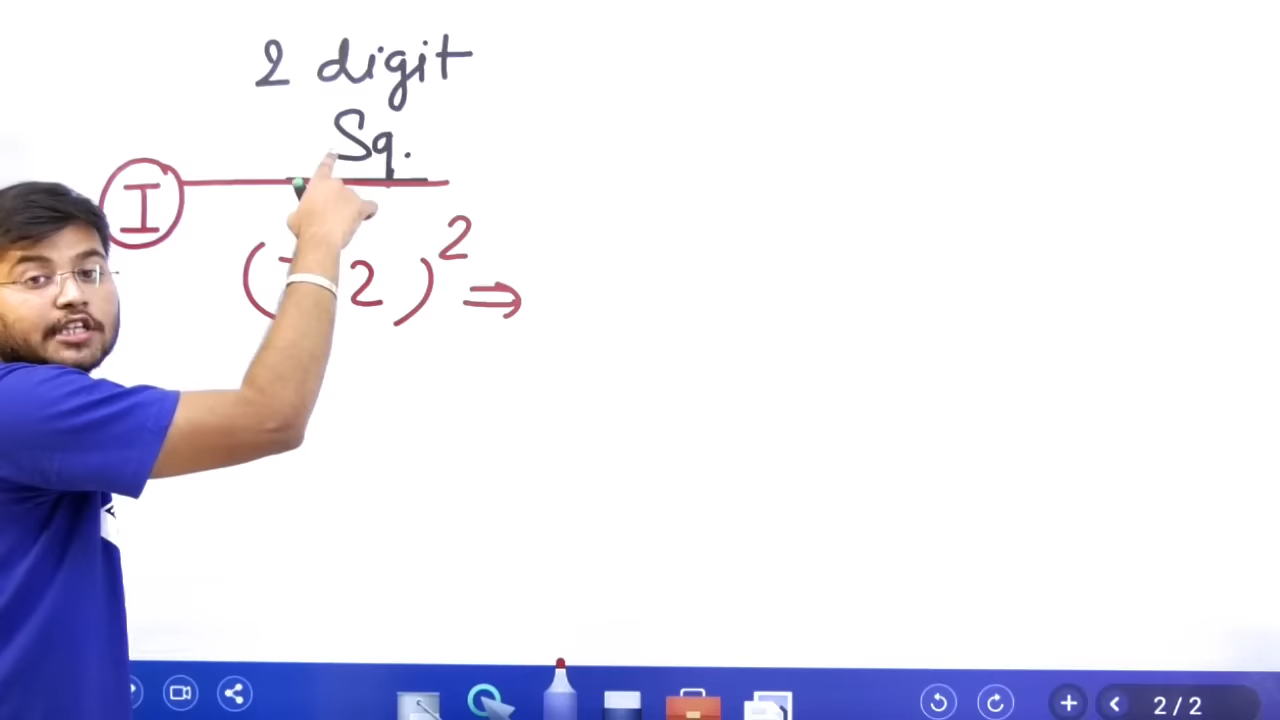 2 digit
Sq.
I
( 2 )² ⇒
2 / 2